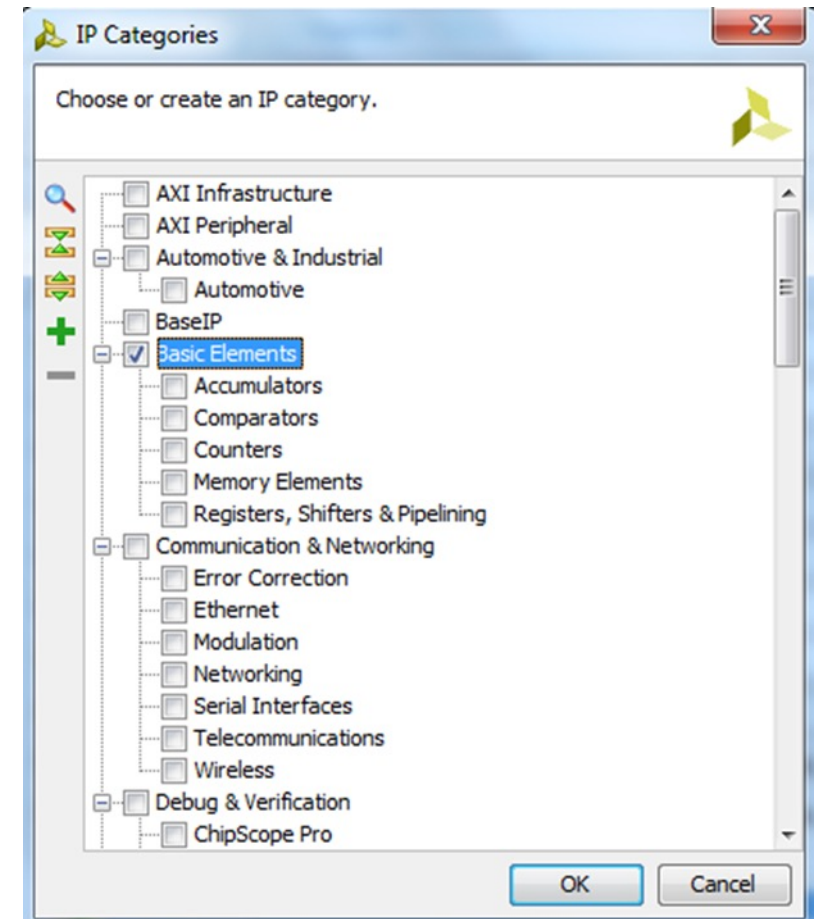 IP Categories
Choose or create an IP category.
AXI Infrastructure
AXI Peripheral
Automotive & Industrial
Automotive
BaseIP
Basic Elements
Accumulators
Comparators
Counters
Memory Elements
Registers, Shifters & Pipelining
Communication & Networking
Error Correction
Ethernet
Modulation
Networking
Serial Interfaces
Telecommunications
Wireless
Debug & Verification
ChipScope Pro
OK Cancel